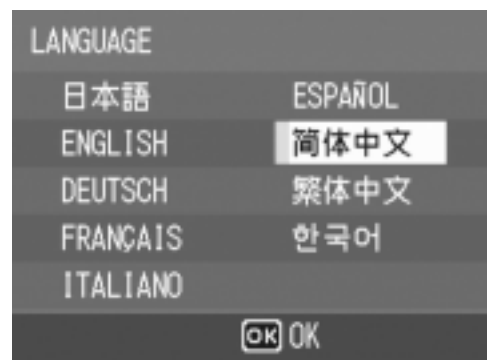 LANGUAGE
日本語 ESPAÑOL
ENGLISH 简体中文
DEUTSCH 繁体中文
FRANÇAIS 한국어
ITALIANO
OK OK